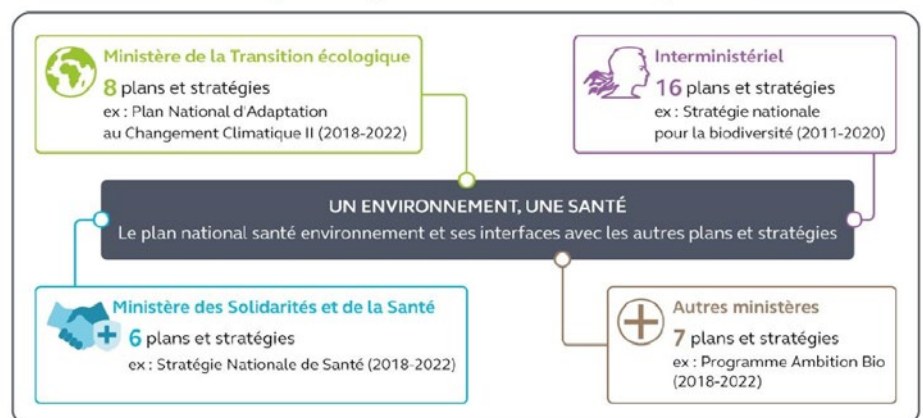 Ministère de la Transition écologique
8 plans et stratégies
ex : Plan National d'Adaptation
au Changement Climatique II (2018-2022)
Interministériel
16 plans et stratégies
ex : Stratégie nationale
pour la biodiversité (2011-2020)
UN ENVIRONNEMENT, UNE SANTÉ
Le plan national santé environnement et ses interfaces avec les autres plans et stratégies
Ministère des Solidarités et de la Santé
6 plans et stratégies
ex : Stratégie Nationale de Santé (2018-2022)
Autres ministères
7 plans et stratégies
ex : Programme Ambition Bio
(2018-2022)